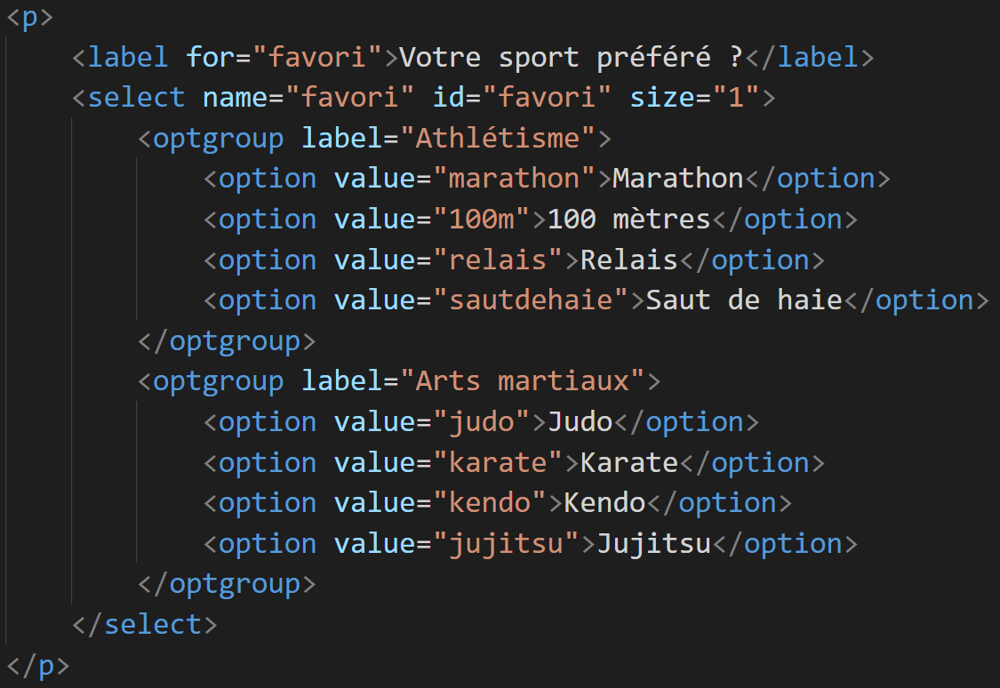 <p>
<label for="favori">Votre sport préféré ?</label>
<select name="favori" id="favori" size="1">
<optgroup label="Athlétisme">
<option value="marathon">Marathon</option>
<option value="100m">100 mètres</option>
<option value="relais">Relais</option>
<option value="sautdehaie">Saut de haie</option>
</optgroup>
<optgroup label="Arts martiaux">
<option value="judo">Judo</option>
<option value="karate">Karate</option>
<option value="kendo">Kendo</option>
<option value="jujitsu">Jujitsu</option>
</optgroup>
</select>
</p>